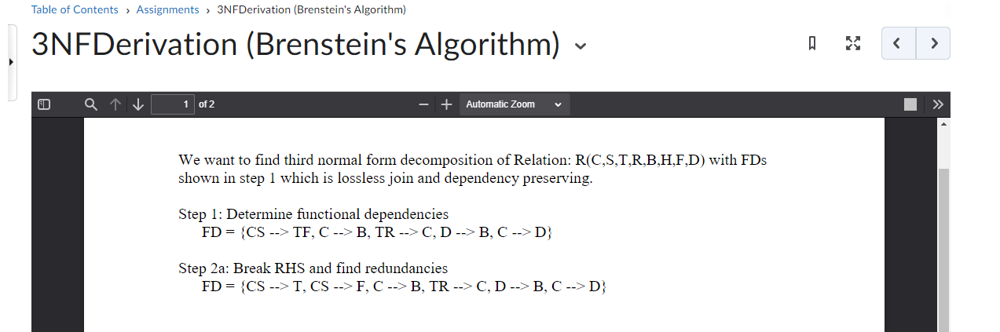 Table of Contents › Assignments › 3NFDerivation (Brenstein's Algorithm)
3NFDerivation (Brenstein's Algorithm)
1 of 2
Automatic Zoom
We want to find third normal form decomposition of Relation: R(C,S,T,R,B,H,F,D) with FDs
shown in step 1 which is lossless join and dependency preserving.
Step 1: Determine functional dependencies
FD = {CS --> TF, C --> B, TR --> C, D --> B, C --> D}
Step 2a: Break RHS and find redundancies
FD = {CS --> T, CS --> F, C --> B, TR --> C, D --> B, C --> D}